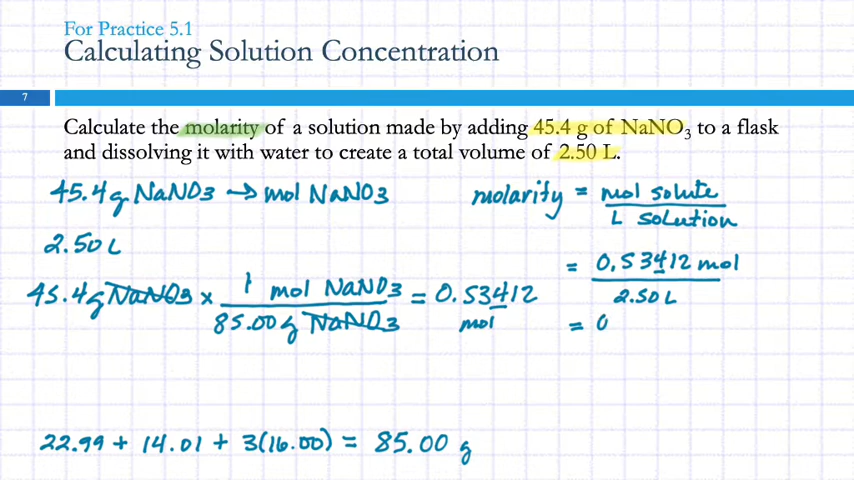 For Practice 5.1
Calculating Solution Concentration
7
Calculate the molarity of a solution made by adding 45.4 g of NaNO₃ to a flask
and dissolving it with water to create a total volume of 2.50 L.
45.4g NaNO3 → mol NaNO3
2.50L
45.4g NaNO3 × 1 mol NaNO3 / 85.00g NaNO3 = 0.53412 mol
molarity = mol solute / L solution
= 0.53412 mol / 2.50L
= 0
22.99 + 14.01 + 3(16.00) = 85.00 g